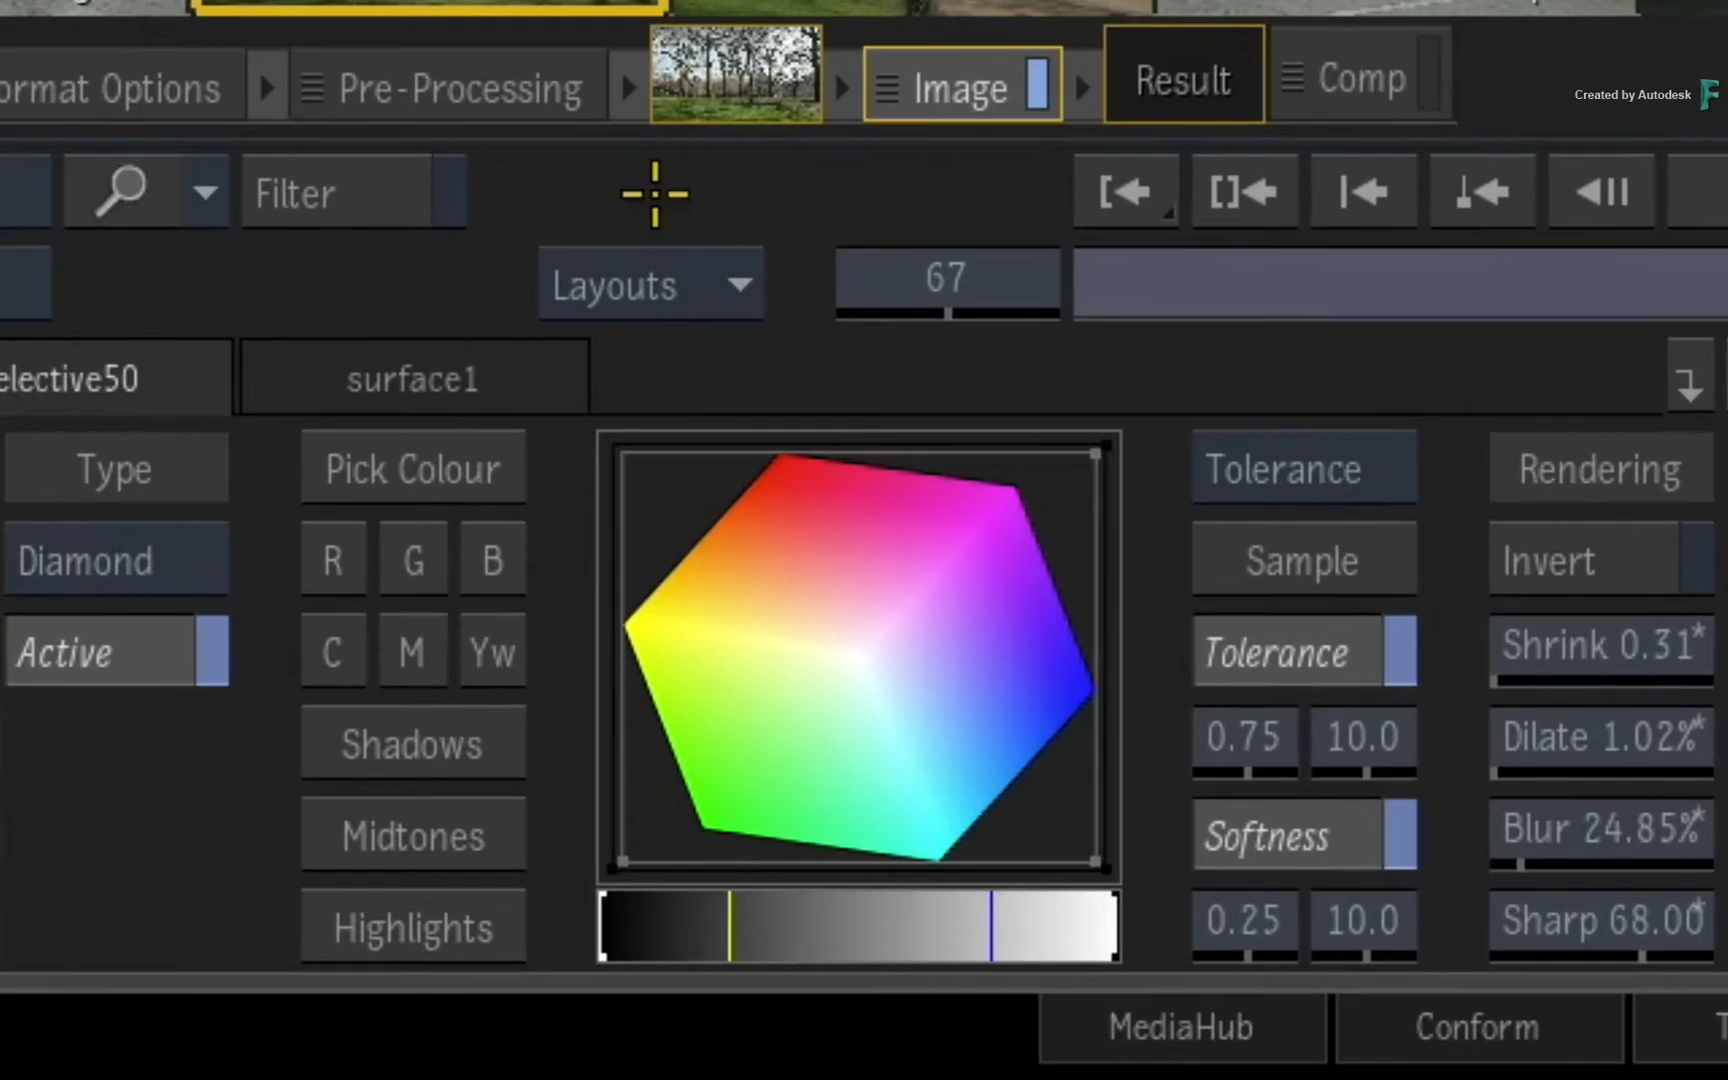 ormat Options
Pre-Processing
Image
Result
Comp
Created by Autodesk
Filter
Layouts
67
elective50
surface1
Type
Pick Colour
Tolerance
Rendering
Diamond
R
G
B
Sample
Invert
Active
C
M
Yw
Tolerance
Shrink 0.31*
Shadows
0.75
10.0
Dilate 1.02%*
Midtones
Softness
Blur 24.85%*
Highlights
0.25
10.0
Sharp 68.00*
MediaHub
Conform